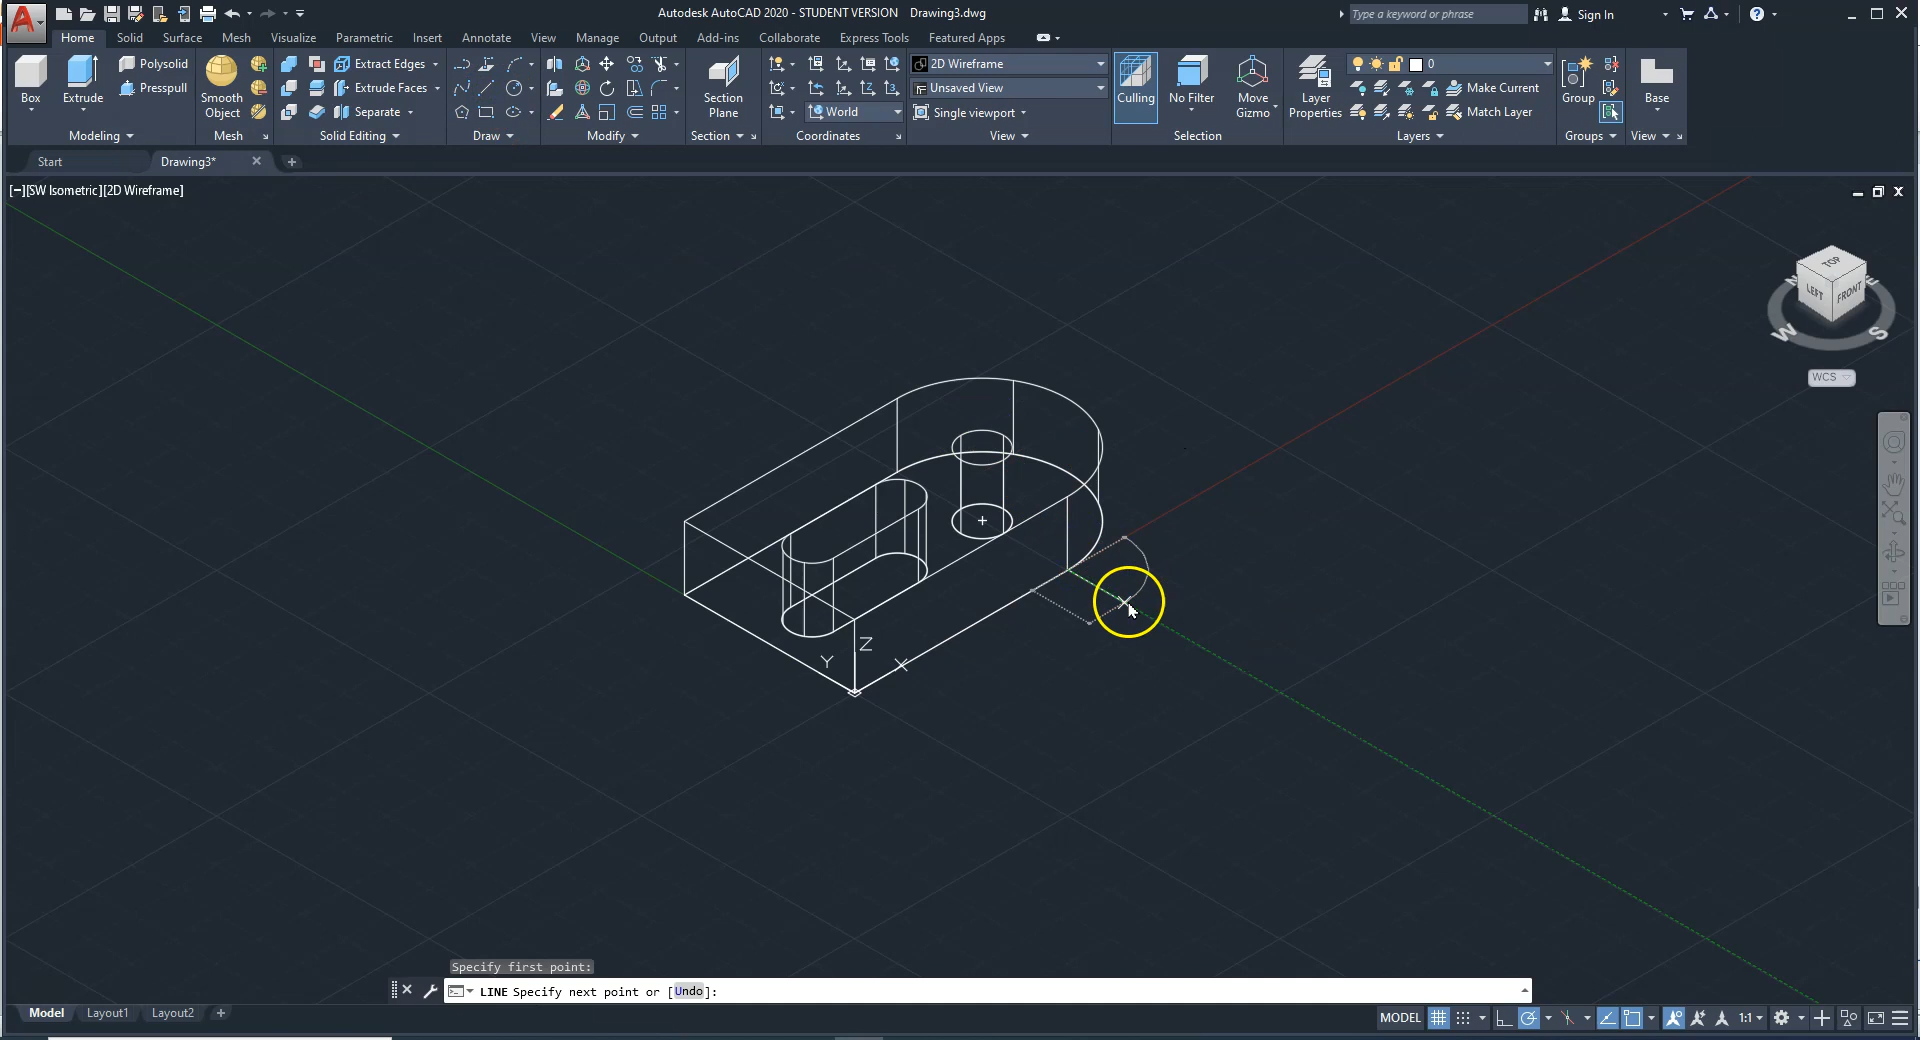 Autodesk AutoCAD 2020 - STUDENT VERSION Drawing3.dwg
Type a keyword or phrase
Sign In
Home Solid Surface Mesh Visualize Parametric Insert Annotate View Manage Output Add-ins Collaborate Express Tools Featured Apps
Polysolid Extract Edges 2D Wireframe 0
Presspull Extrude Faces Unsaved View Make Current
Box Extrude Smooth Object Separate Section Plane World Single viewport Culling No Filter Move Gizmo Layer Properties Match Layer Group Base
Modeling Mesh Solid Editing Draw Modify Section Coordinates View Selection Layers Groups View
Start Drawing3*
[−][SW Isometric][2D Wireframe]
TOP
LEFT FRONT
W S
WCS
Z
Y X
Specify first point:
LINE Specify next point or [Undo]:
Model Layout1 Layout2 + MODEL 1:1